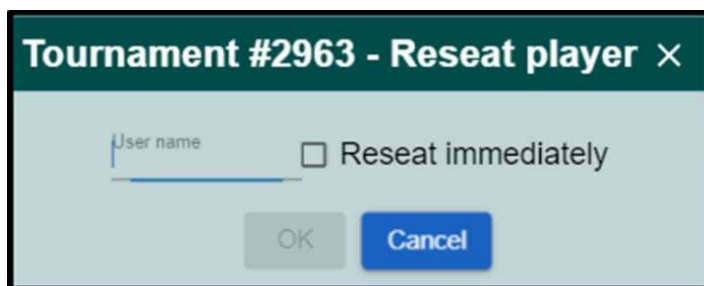 Tournament #2963 - Reseat player ×
User name
Reseat immediately
OK Cancel